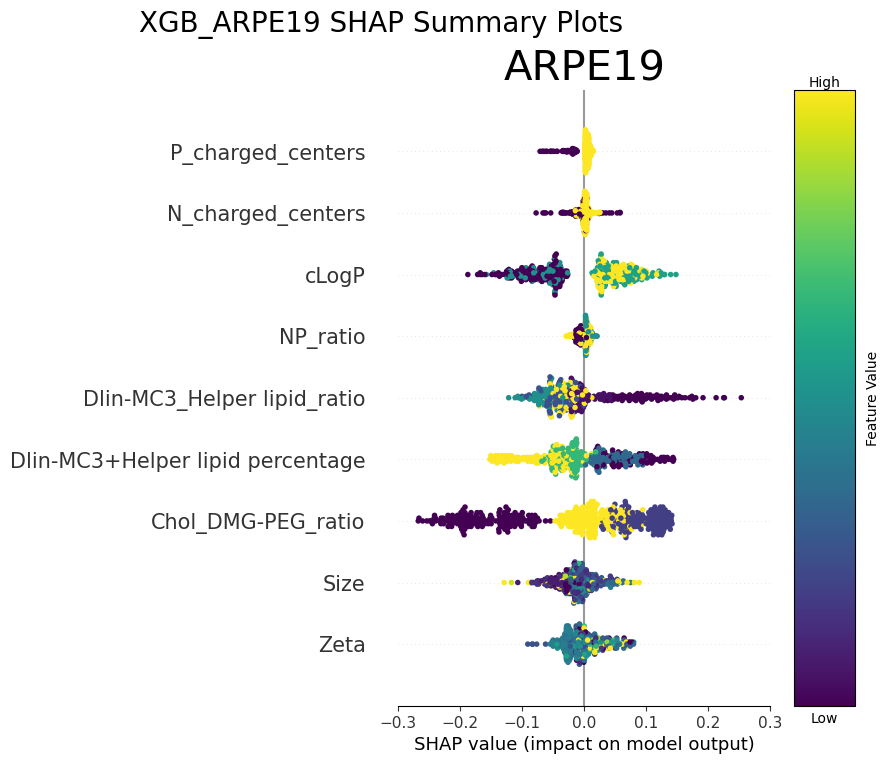 XGB_ARPE19 SHAP Summary Plots
ARPE19
High
P_charged_centers
N_charged_centers
cLogP
NP_ratio
Dlin-MC3_Helper lipid_ratio
Dlin-MC3+Helper lipid percentage
Chol_DMG-PEG_ratio
Size
Zeta
Feature Value
Low
−0.3 −0.2 −0.1 0.0 0.1 0.2 0.3
SHAP value (impact on model output)